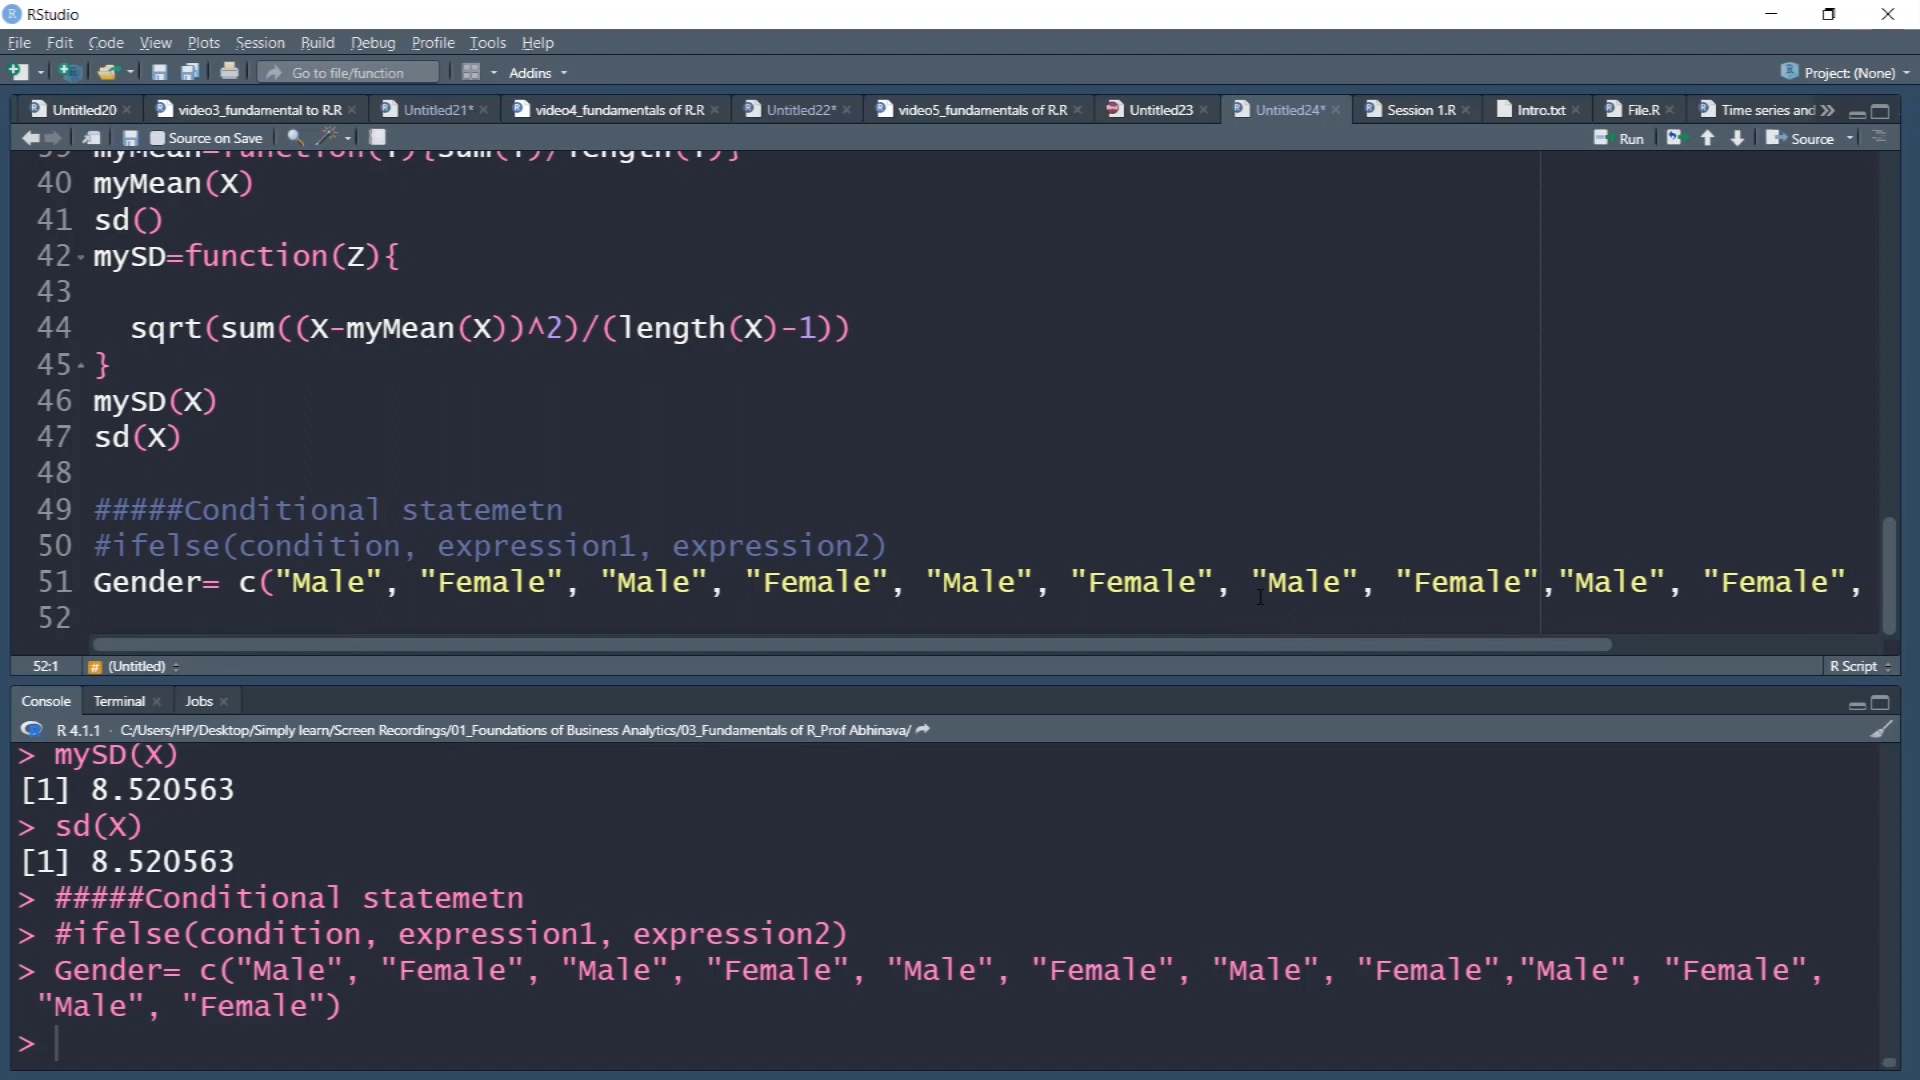 RStudio
File Edit Code View Plots Session Build Debug Profile Tools Help
Go to file/function Addins Project: (None)
Untitled20 video3_fundamental to R.R Untitled21* video4_fundamentals of R.R Untitled22* video5_fundamentals of R.R Untitled23 Untitled24* Session 1.R Intro.txt File.R Time series and
Source on Save Run Source
39 myMean=function(Y){sum(Y)/length(Y)}
40 myMean(X)
41 sd()
42 mySD=function(Z){
43
44 sqrt(sum((X-myMean(X))^2)/(length(X)-1))
45 }
46 mySD(X)
47 sd(X)
48
49 #####Conditional statemetn
50 #ifelse(condition, expression1, expression2)
51 Gender= c("Male", "Female", "Male", "Female", "Male", "Female", "Male", "Female","Male", "Female",
52
52:1 # (Untitled) R Script
Console Terminal Jobs
R 4.1.1 · C:/Users/HP/Desktop/Simply learn/Screen Recordings/01_Foundations of Business Analytics/03_Fundamentals of R_Prof Abhinava/
> mySD(X)
[1] 8.520563
> sd(X)
[1] 8.520563
> #####Conditional statemetn
> #ifelse(condition, expression1, expression2)
> Gender= c("Male", "Female", "Male", "Female", "Male", "Female", "Male", "Female","Male", "Female",
"Male", "Female")
>